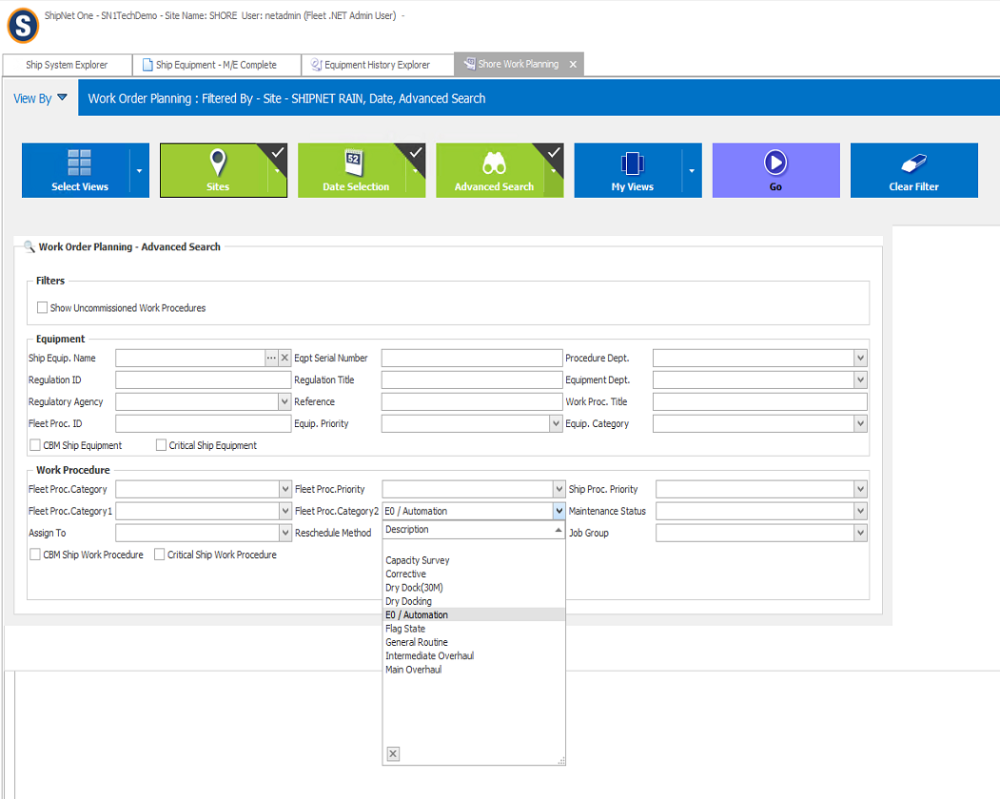 ShipNet One - SN1TechDemo - Site Name: SHORE  User: netadmin (Fleet .NET Admin User)  -
S
Ship System Explorer
Ship Equipment - M/E Complete
Equipment History Explorer
Shore Work Planning
View By
Work Order Planning : Filtered By - Site - SHIPNET RAIN, Date, Advanced Search
52
Select Views
Sites
Date Selection
Advanced Search
My Views
Go
Clear Filter
Work Order Planning - Advanced Search
Filters
Show Uncommissioned Work Procedures
Equipment
Ship Equip. Name
Eqpt Serial Number
Procedure Dept.
Regulation ID
Regulation Title
Equipment Dept.
Regulatory Agency
Reference
Work Proc. Title
Fleet Proc. ID
Equip. Priority
Equip. Category
CBM Ship Equipment
Critical Ship Equipment
Work Procedure
Fleet Proc.Category
Fleet Proc.Priority
Ship Proc. Priority
Fleet Proc.Category1
Fleet Proc.Category2
E0 / Automation
Maintenance Status
Assign To
Reschedule Method
Description
Job Group
CBM Ship Work Procedure
Critical Ship Work Procedure
Capacity Survey
Corrective
Dry Dock(30M)
Dry Docking
E0 / Automation
Flag State
General Routine
Intermediate Overhaul
Main Overhaul